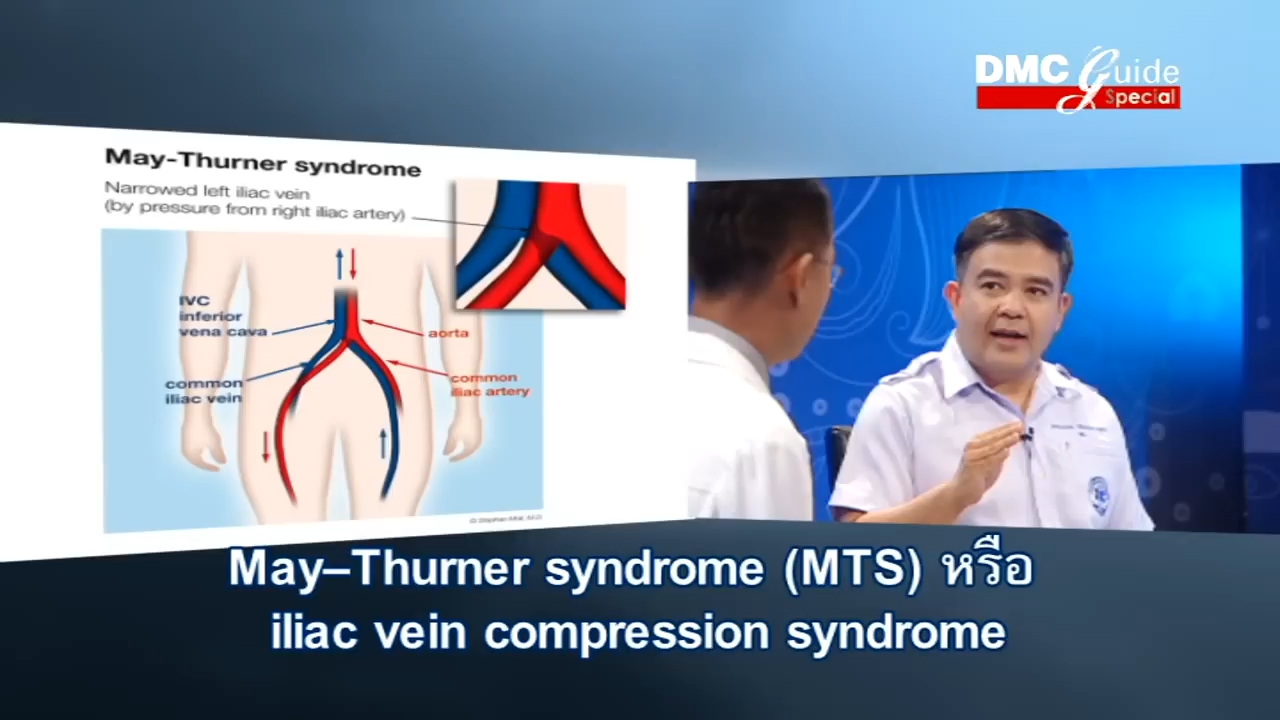 DMC Guide
Special
May-Thurner syndrome
Narrowed left iliac vein
(by pressure from right iliac artery)
IVC
inferior
vena cava
aorta
common
iliac vein
common
iliac artery
May–Thurner syndrome (MTS) หรือ
iliac vein compression syndrome